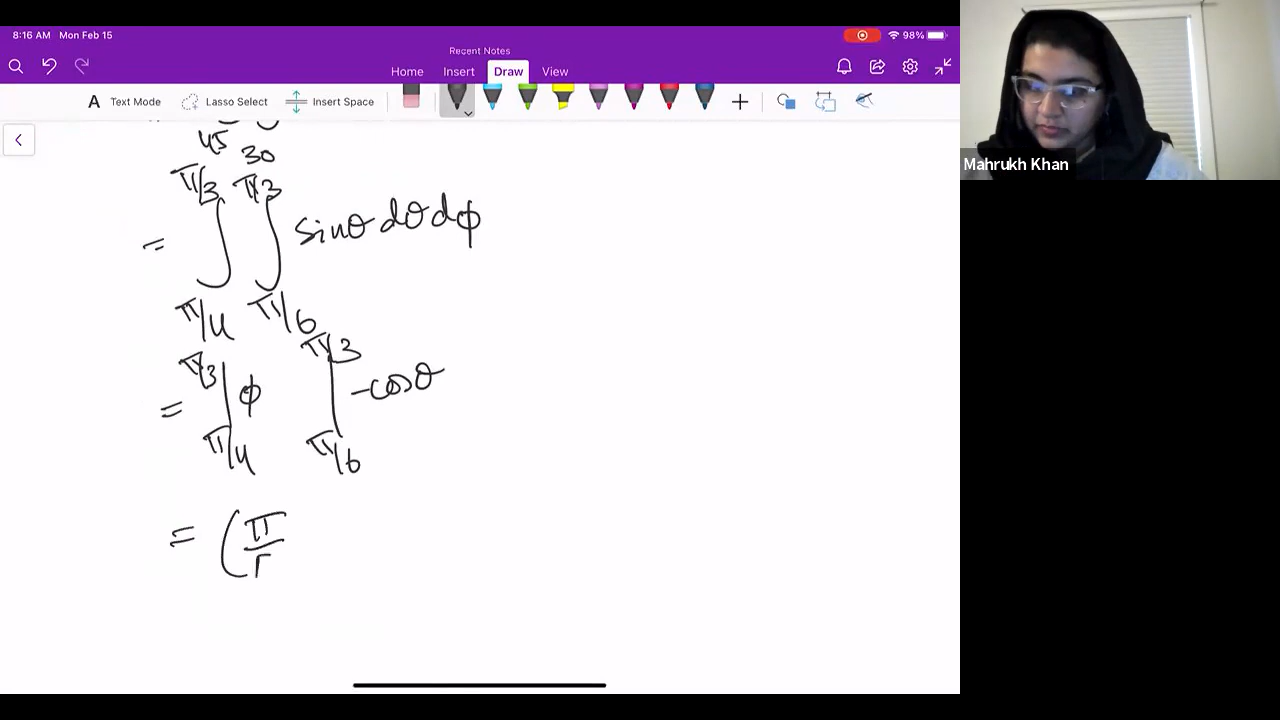 8:16 AM Mon Feb 15
98%
Recent Notes
Home Insert Draw View
Text Mode Lasso Select Insert Space
45 30
= ∫_{π/4}^{π/3} ∫_{π/6}^{π/3} sinθ dθ dϕ
= |_{π/4}^{π/3} ϕ |_{π/6}^{π/3} -cosθ
= (π
Mahrukh Khan